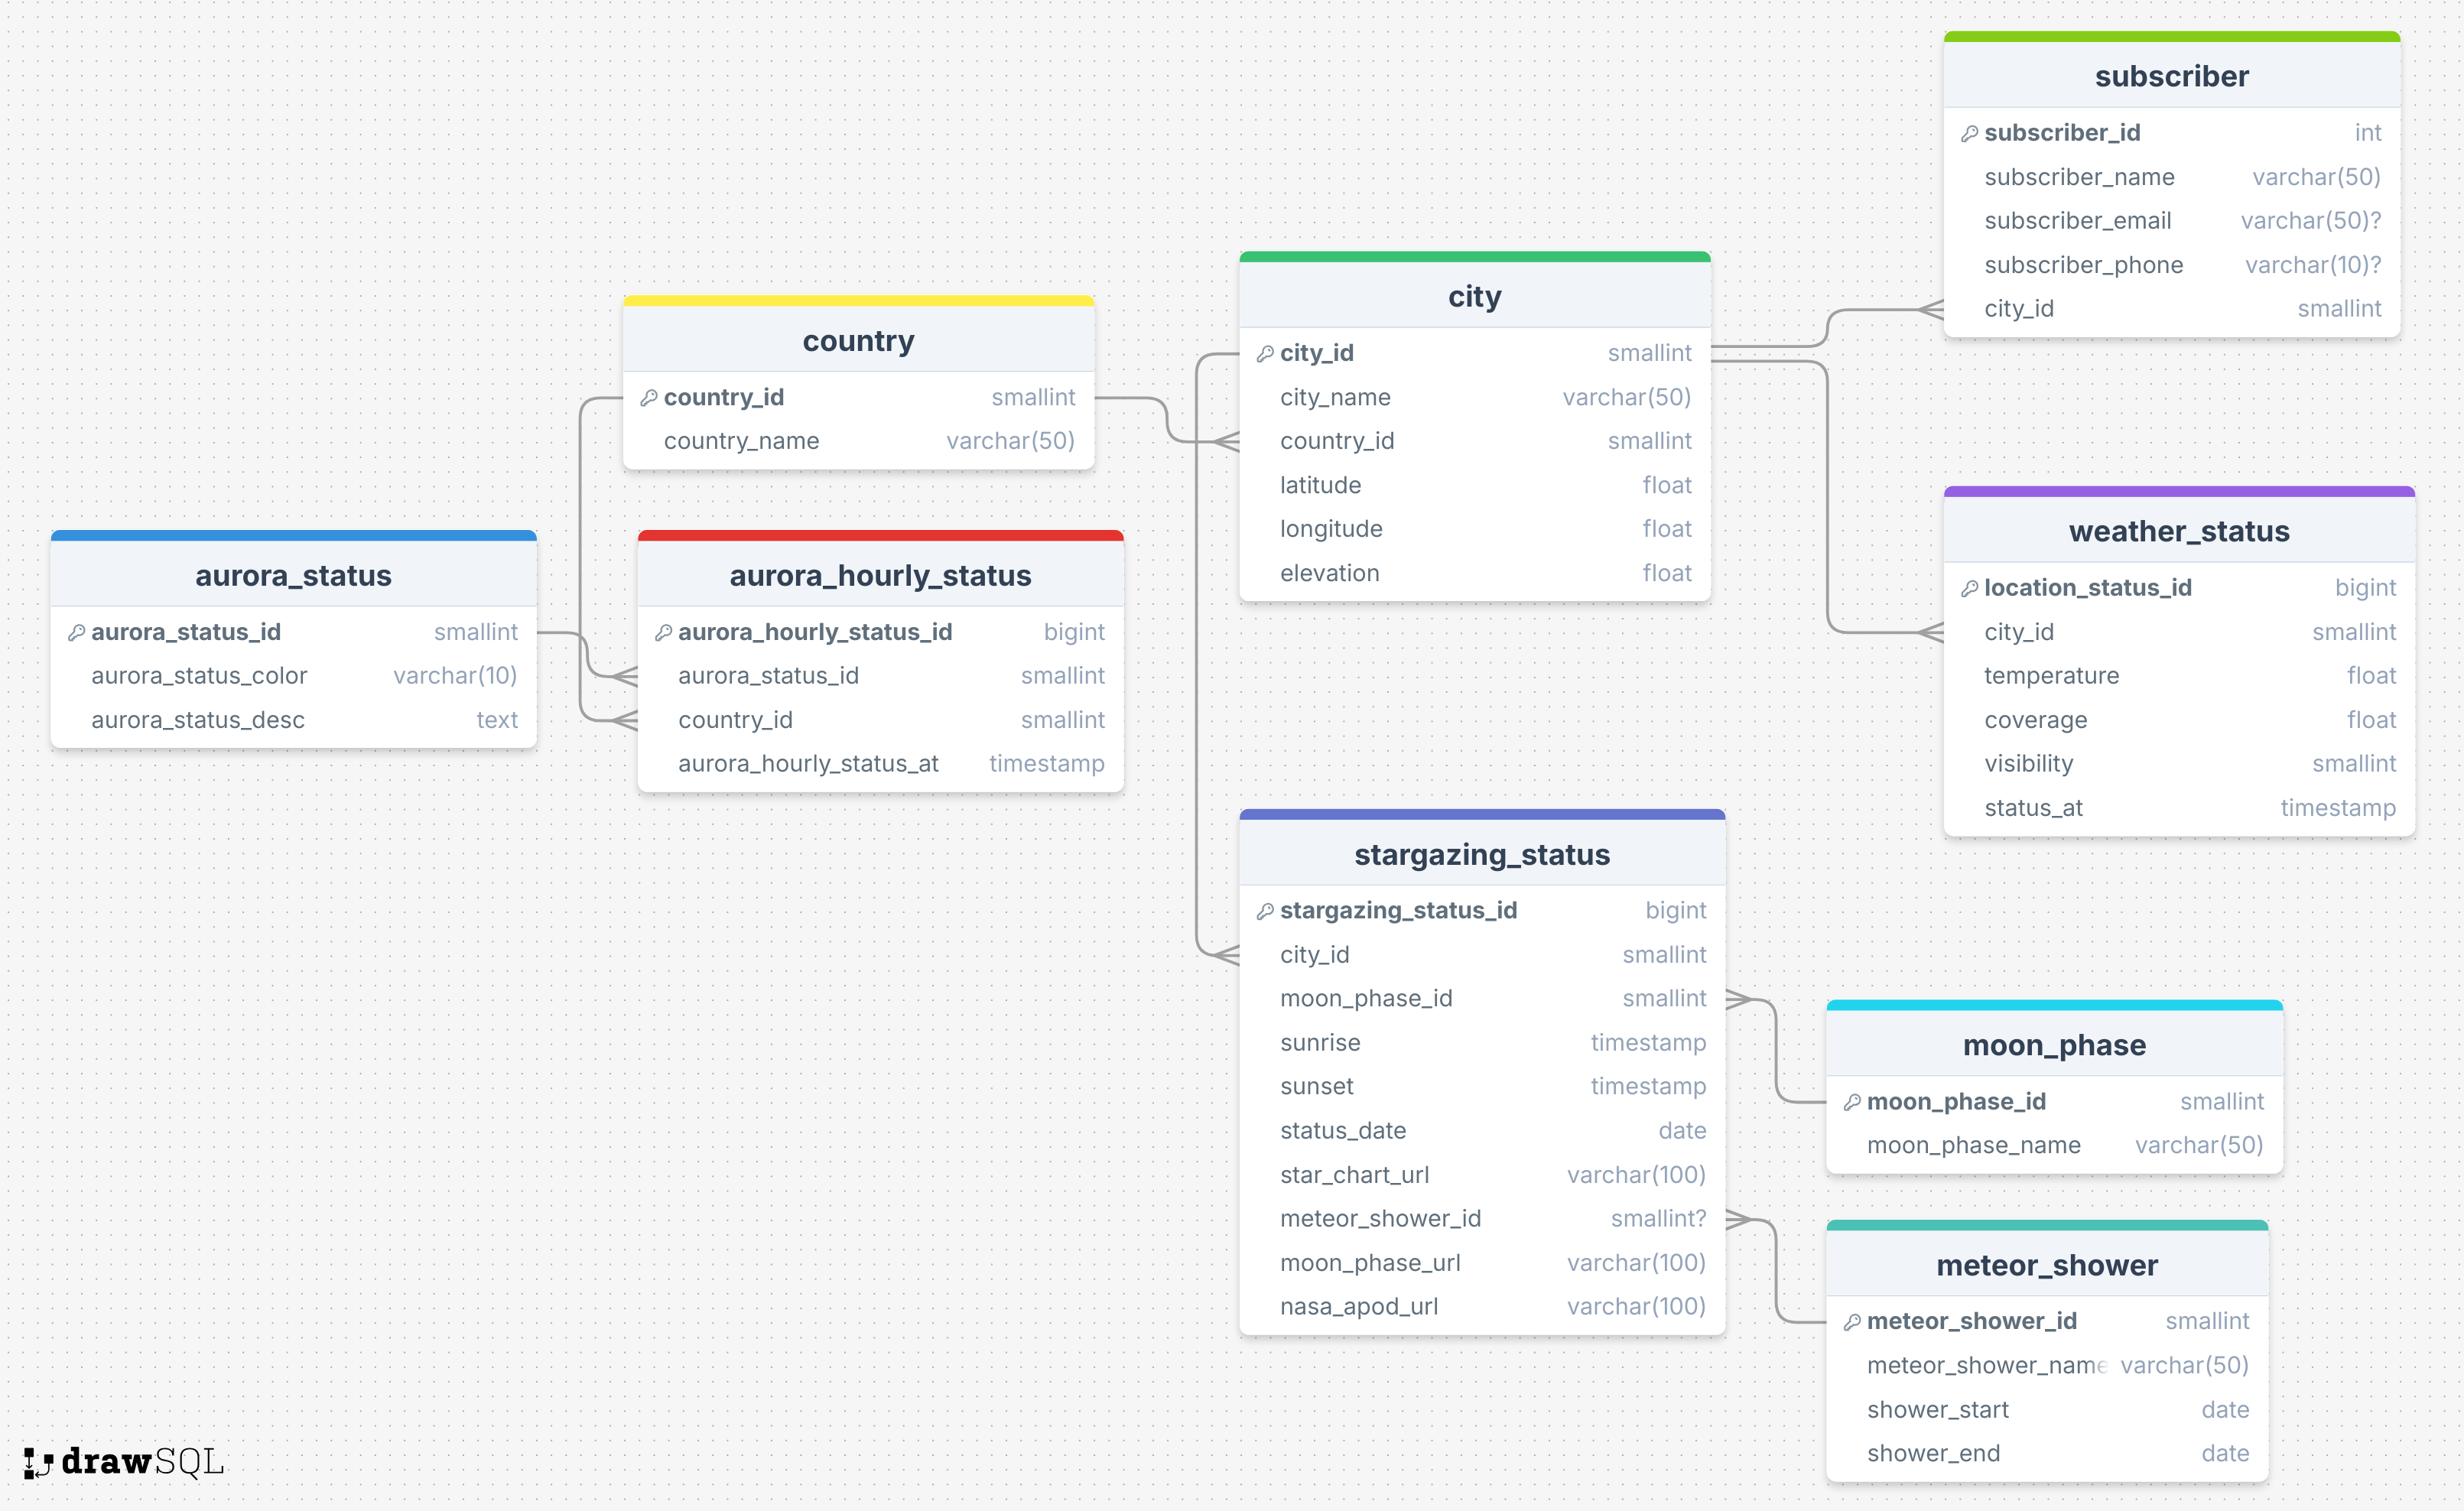 subscriber
subscriber_id int
subscriber_name varchar(50)
subscriber_email varchar(50)?
subscriber_phone varchar(10)?
city_id smallint
city
city_id smallint
city_name varchar(50)
country_id smallint
latitude float
longitude float
elevation float
country
country_id smallint
country_name varchar(50)
weather_status
location_status_id bigint
city_id smallint
temperature float
coverage float
visibility smallint
status_at timestamp
aurora_status
aurora_status_id smallint
aurora_status_color varchar(10)
aurora_status_desc text
aurora_hourly_status
aurora_hourly_status_id bigint
aurora_status_id smallint
country_id smallint
aurora_hourly_status_at timestamp
stargazing_status
stargazing_status_id bigint
city_id smallint
moon_phase_id smallint
sunrise timestamp
sunset timestamp
status_date date
star_chart_url varchar(100)
meteor_shower_id smallint?
moon_phase_url varchar(100)
nasa_apod_url varchar(100)
moon_phase
moon_phase_id smallint
moon_phase_name varchar(50)
meteor_shower
meteor_shower_id smallint
meteor_shower_name varchar(50)
shower_start date
shower_end date
drawSQL